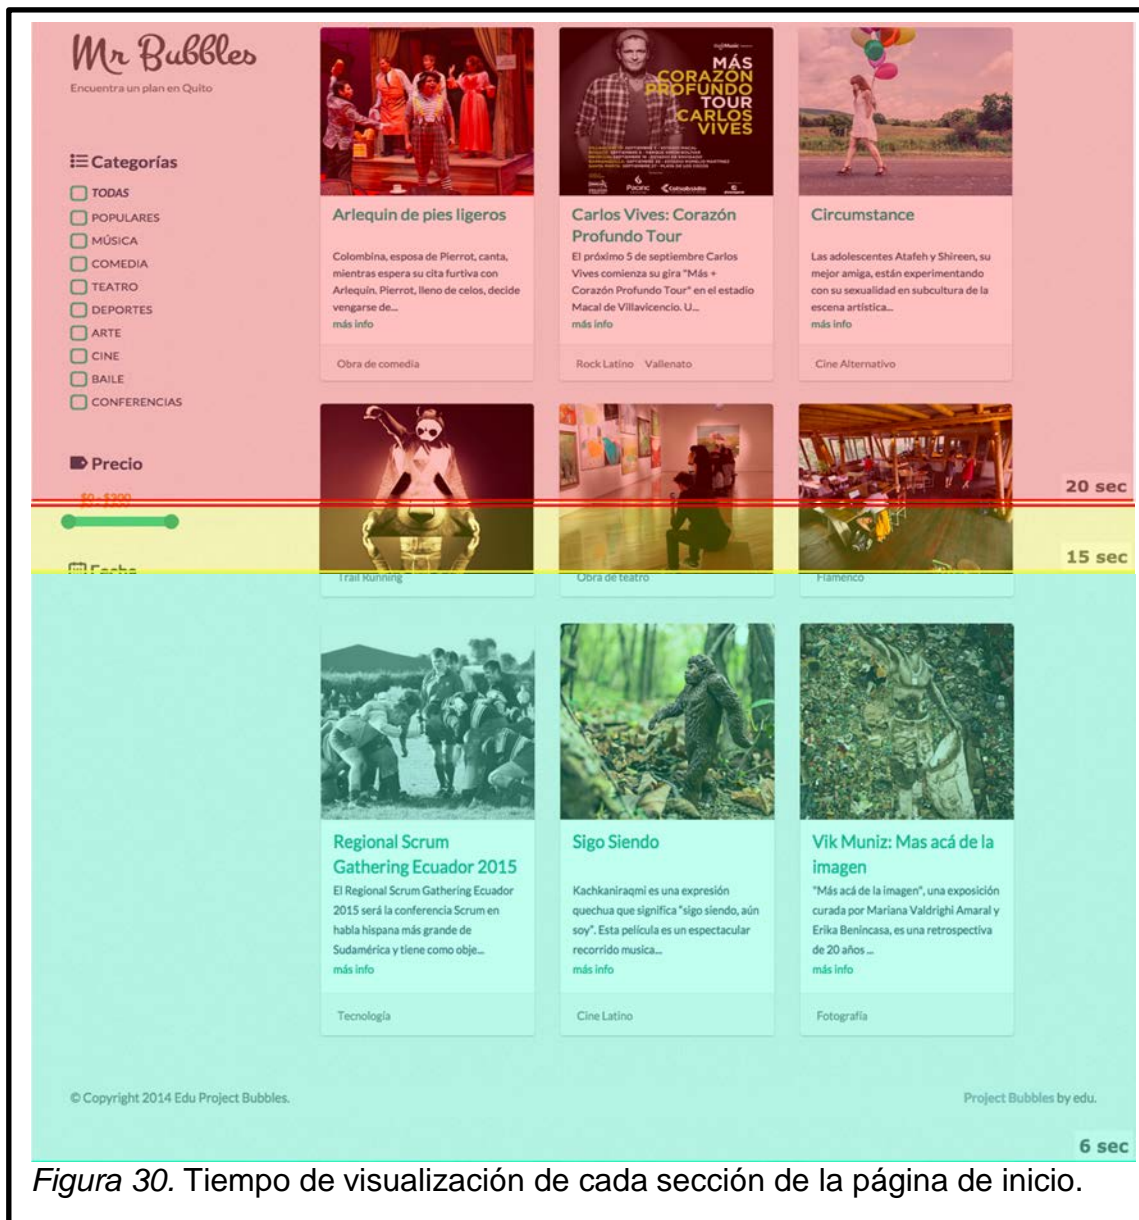 Mr Bubbles
Encuentra un plan en Quito
Categorías
TODAS
POPULARES
MÚSICA
COMEDIA
TEATRO
DEPORTES
ARTE
CINE
BAILE
CONFERENCIAS
Precio
$0 - $300
Fecha
MÁS
CORAZÓN
PROFUNDO
TOUR
CARLOS
VIVES
Arlequin de pies ligeros
Colombina, esposa de Pierrot, canta,
mientras espera su cita furtiva con
Arlequín. Pierrot, lleno de celos, decide
vengarse de...
más info
Obra de comedia
Carlos Vives: Corazón
Profundo Tour
El próximo 5 de septiembre Carlos
Vives comienza su gira "Más +
Corazón Profundo Tour" en el estadio
Macal de Villavicencio. U...
más info
Rock Latino Vallenato
Circumstance
Las adolescentes Atafeh y Shireen, su
mejor amiga, están experimentando
con su sexualidad en subcultura de la
escena artística...
más info
Cine Alternativo
20 sec
15 sec
Trail Running
Obra de teatro
Flamenco
Regional Scrum
Gathering Ecuador 2015
El Regional Scrum Gathering Ecuador
2015 será la conferencia Scrum en
habla hispana más grande de
Sudamérica y tiene como obje...
más info
Tecnología
Sigo Siendo
Kachkaniraqmi es una expresión
quechua que significa "sigo siendo, aún
soy". Esta película es un espectacular
recorrido musica...
más info
Cine Latino
Vik Muniz: Mas acá de la
imagen
"Más acá de la imagen", una exposición
curada por Mariana Valdrighi Amaral y
Erika Benincasa, es una retrospectiva
de 20 años ...
más info
Fotografía
© Copyright 2014 Edu Project Bubbles.
Project Bubbles by edu.
6 sec
Figura 30. Tiempo de visualización de cada sección de la página de inicio.